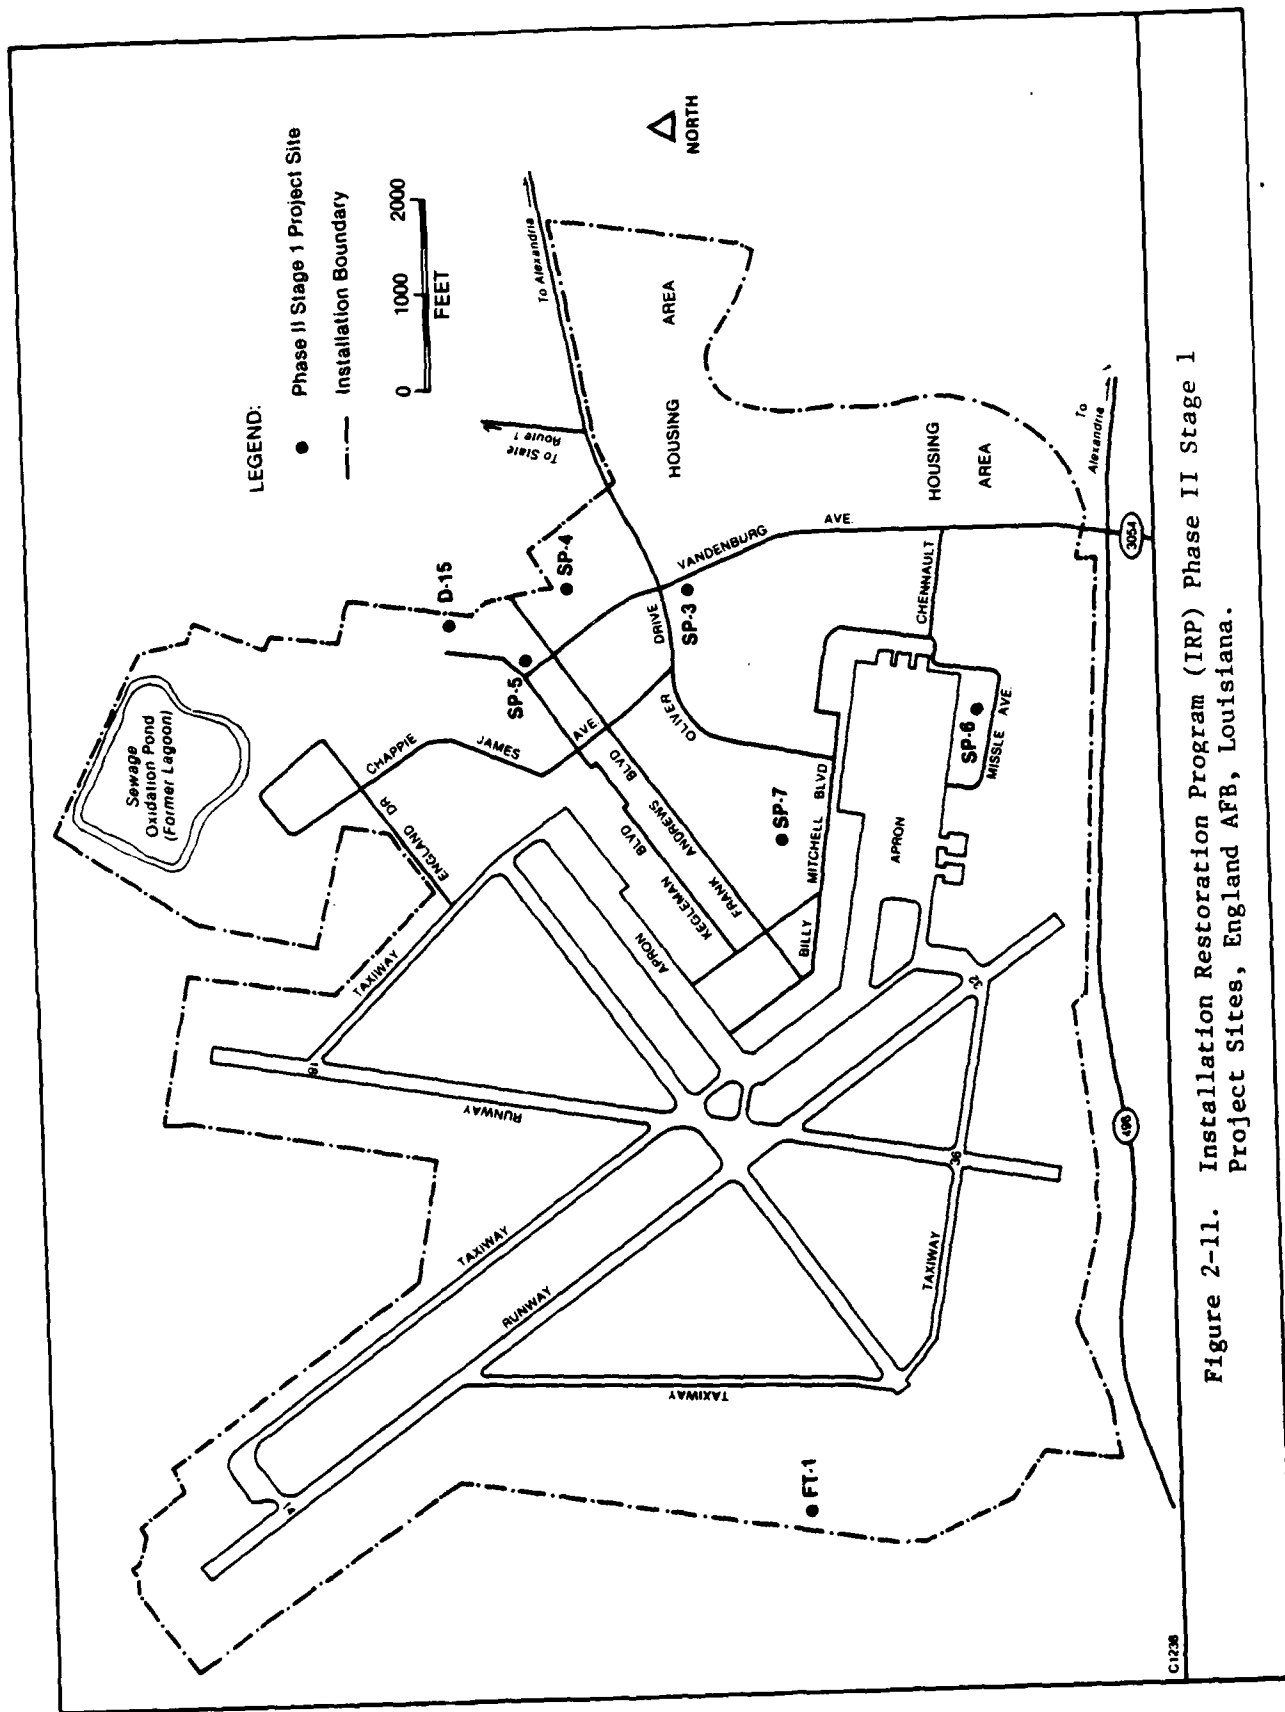 LEGEND:
Phase II Stage 1 Project Site
Installation Boundary
0 1000 2000
FEET
NORTH
Sewage
Oxidation Pond
(Former Lagoon)
D-15
SP-4
SP-5
SP-3
SP-7
SP-6
FT-1
To State
Route 1
To Alexandria
HOUSING
AREA
HOUSING
AREA
To
Alexandria
VANDENBURG
AVE.
CHENNAULT
OLIVER
DRIVE
CHAPPIE
JAMES
AVE.
ENGLAND DR
KEGLEMAN
BLVD
FRANK
ANDREWS
BLVD
BILLY
MITCHELL
BLVD
MISSLE AVE.
APRON
APRON
TAXIWAY
RUNWAY
18
TAXIWAY
RUNWAY
14
TAXIWAY
TAXIWAY
32
36
3054
496
C1236
Figure 2-11. Installation Restoration Program (IRP) Phase II Stage 1
Project Sites, England AFB, Louisiana.